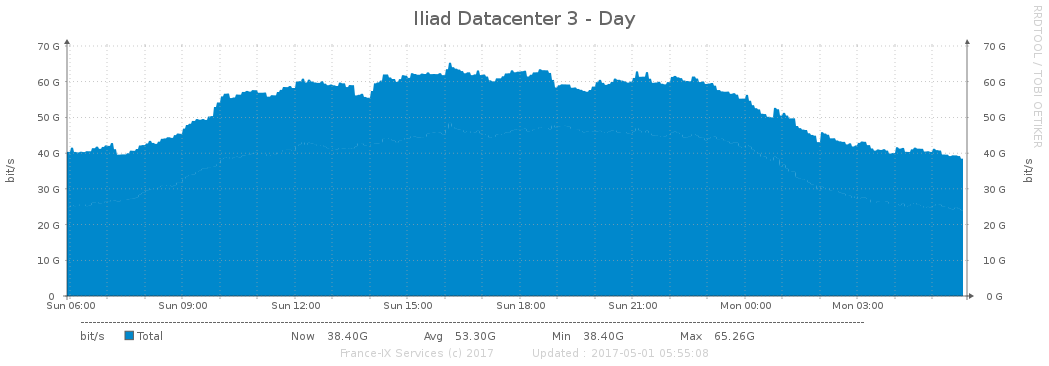 Iliad Datacenter 3 - Day
RRDTOOL / TOBI OETIKER
70 G 70 G
60 G 60 G
50 G 50 G
40 G 40 G
30 G 30 G
20 G 20 G
10 G 10 G
0 0 G
bit/s bit/s
Sun 06:00 Sun 09:00 Sun 12:00 Sun 15:00 Sun 18:00 Sun 21:00 Mon 00:00 Mon 03:00
bit/s Total Now 38.40G Avg 53.30G Min 38.40G Max 65.26G
France-IX Services (c) 2017 Updated : 2017-05-01 05:55:08